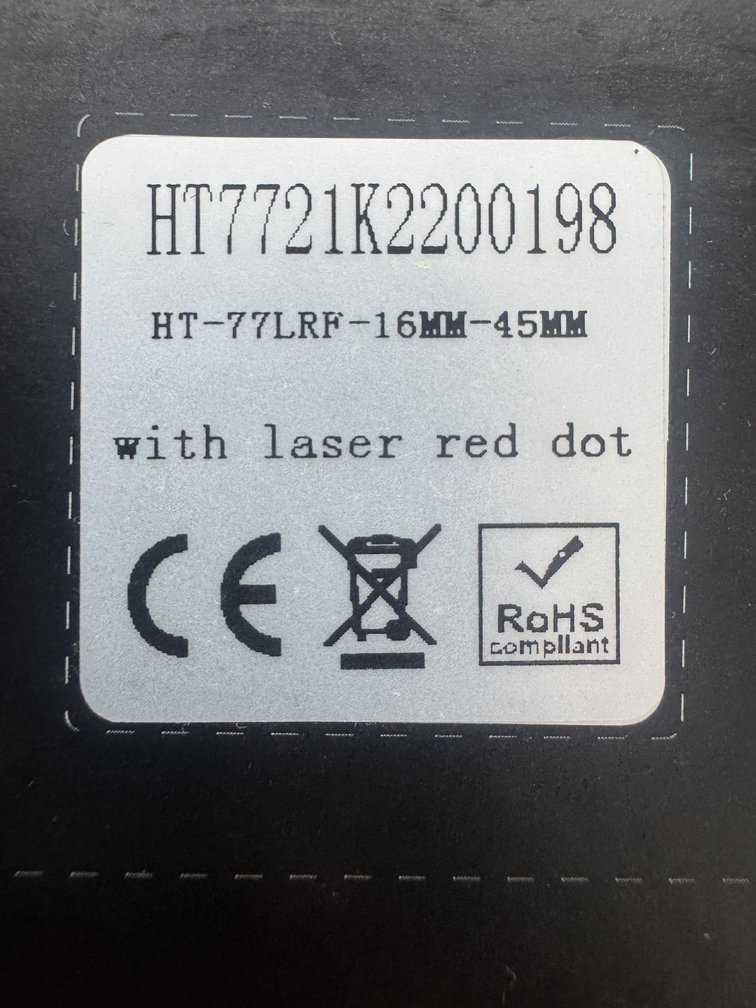 HT7721K2200198
HT-77LRF-16MM-45MM
with laser red dot
CE
RoHS
compliant